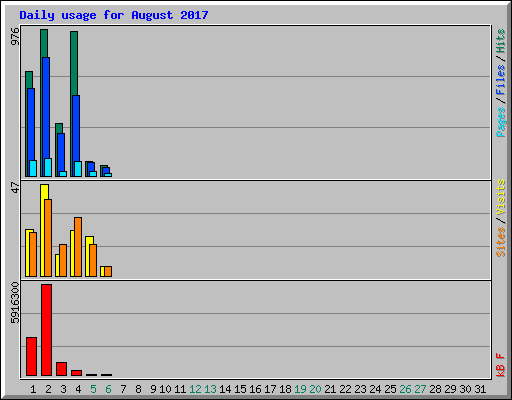 Daily usage for August 2017
976
Pages/Files/Hits
47
Sites/Visits
5916300
kB F
1 2 3 4 5 6 7 8 9 10 11 12 13 14 15 16 17 18 19 20 21 22 23 24 25 26 27 28 29 30 31